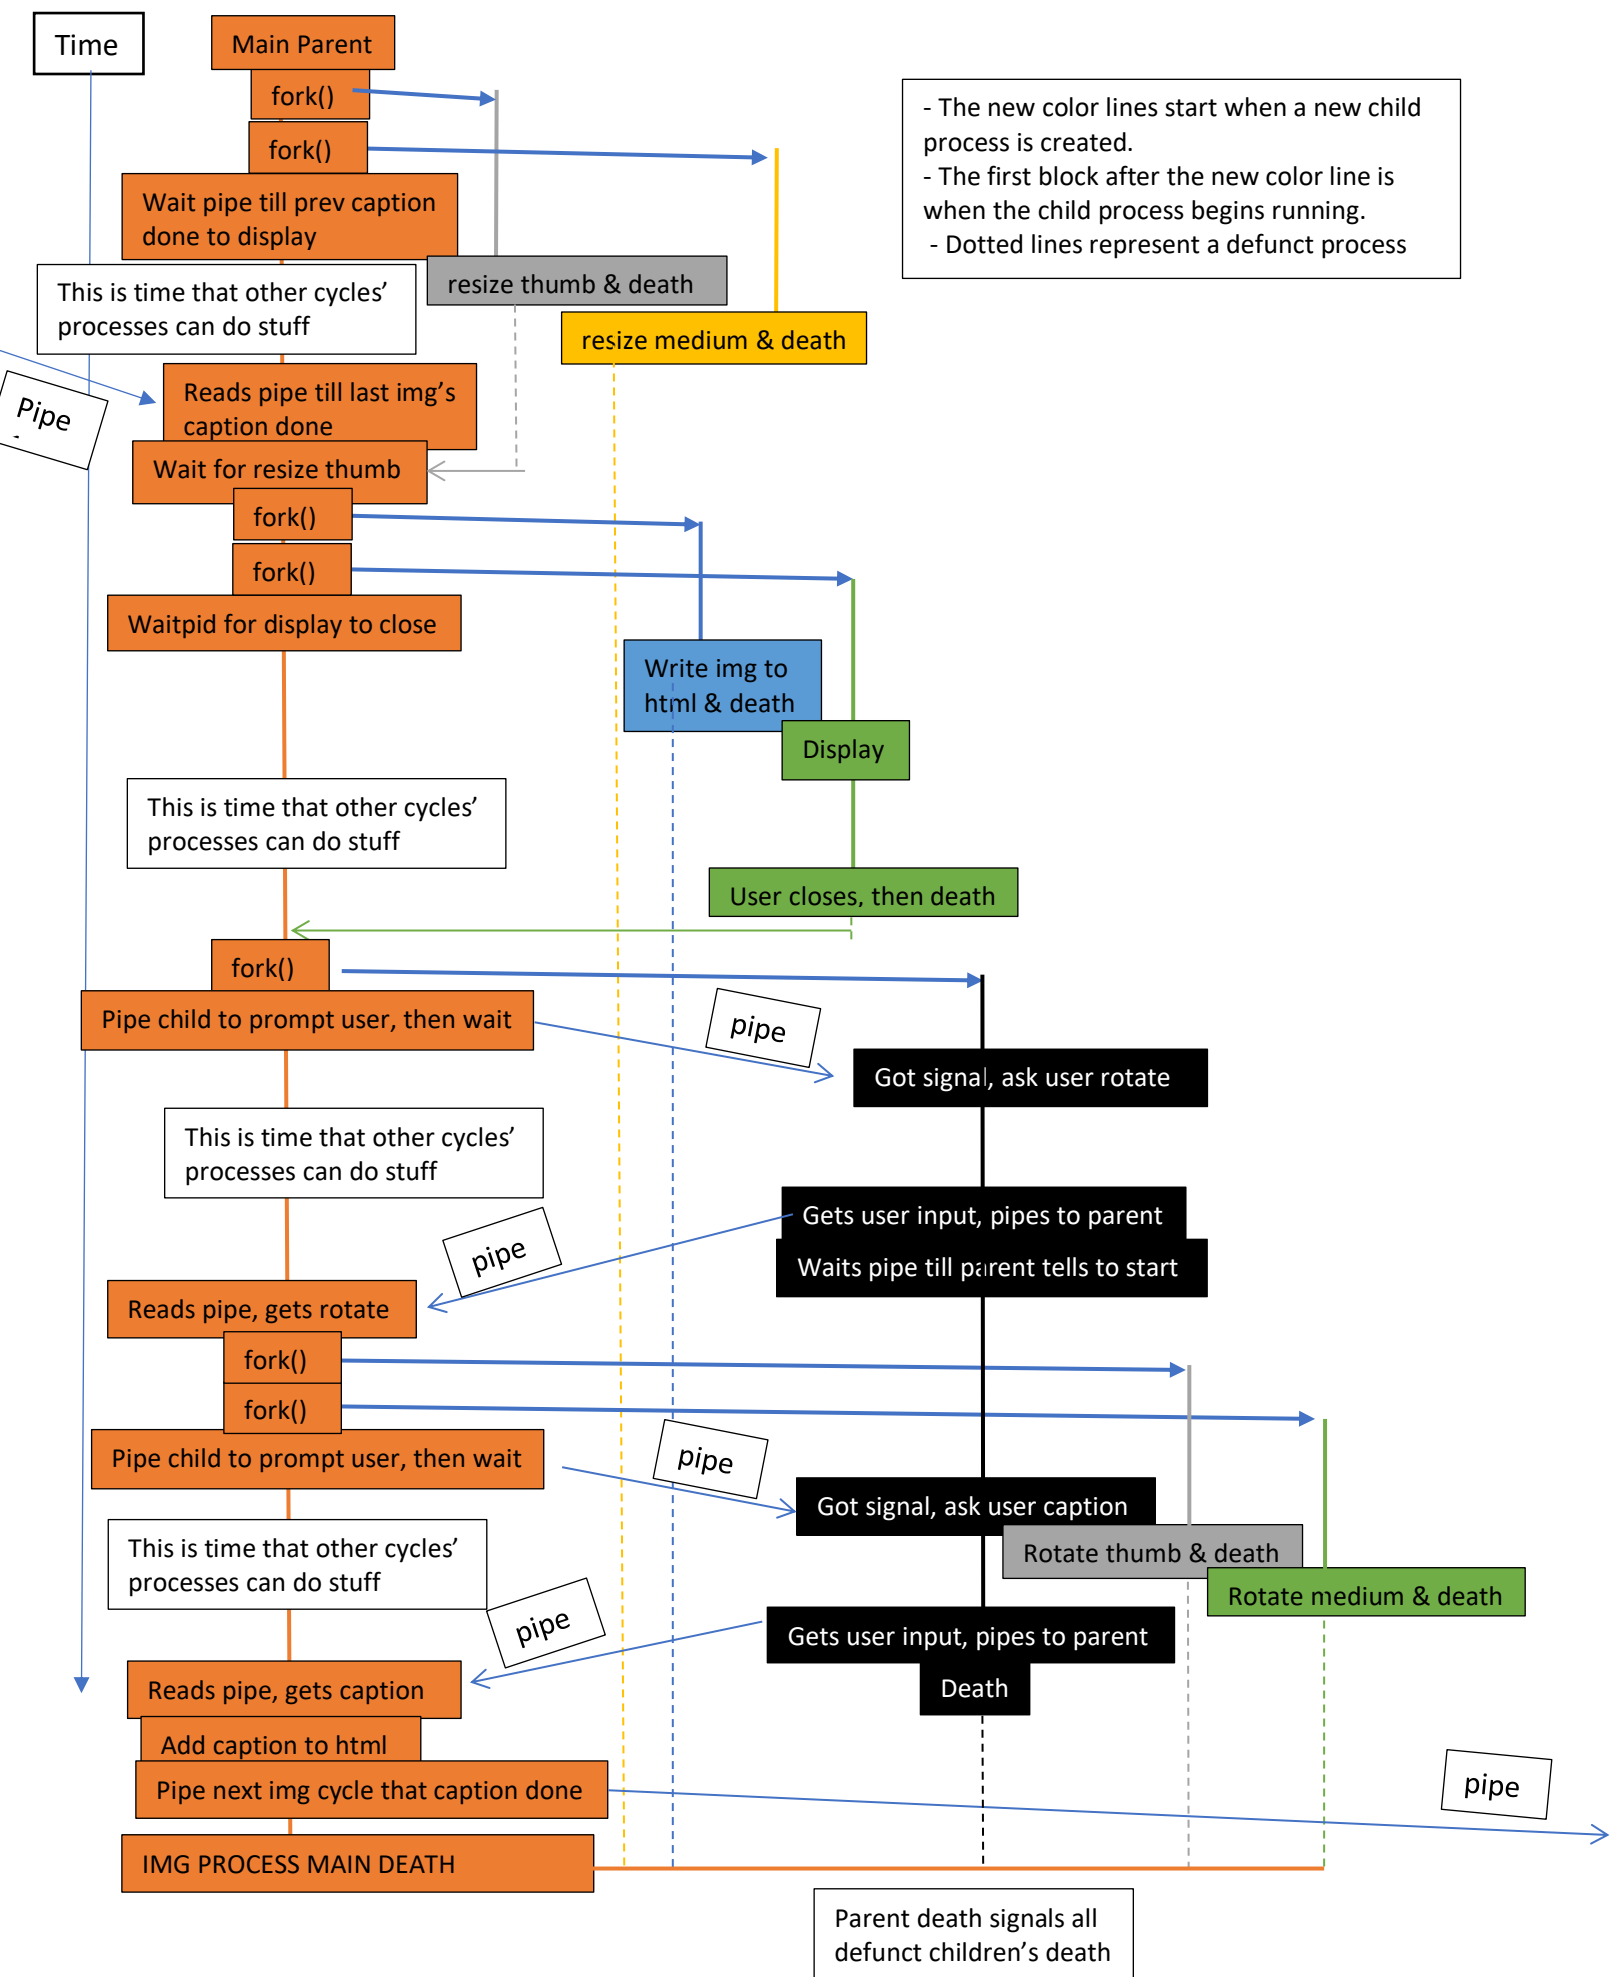 Time
Main Parent
fork()
fork()
- The new color lines start when a new child
process is created.
- The first block after the new color line is
when the child process begins running.
- Dotted lines represent a defunct process
Wait pipe till prev caption
done to display
This is time that other cycles’
processes can do stuff
resize thumb & death
resize medium & death
Pipe
Reads pipe till last img’s
caption done
Wait for resize thumb
fork()
fork()
Waitpid for display to close
Write img to
html & death
Display
This is time that other cycles’
processes can do stuff
User closes, then death
fork()
Pipe child to prompt user, then wait
pipe
Got signal, ask user rotate
This is time that other cycles’
processes can do stuff
Gets user input, pipes to parent
pipe
Waits pipe till parent tells to start
Reads pipe, gets rotate
fork()
fork()
Pipe child to prompt user, then wait
pipe
Got signal, ask user caption
This is time that other cycles’
processes can do stuff
Rotate thumb & death
Rotate medium & death
pipe
Gets user input, pipes to parent
Reads pipe, gets caption
Death
Add caption to html
Pipe next img cycle that caption done
pipe
IMG PROCESS MAIN DEATH
Parent death signals all
defunct children’s death